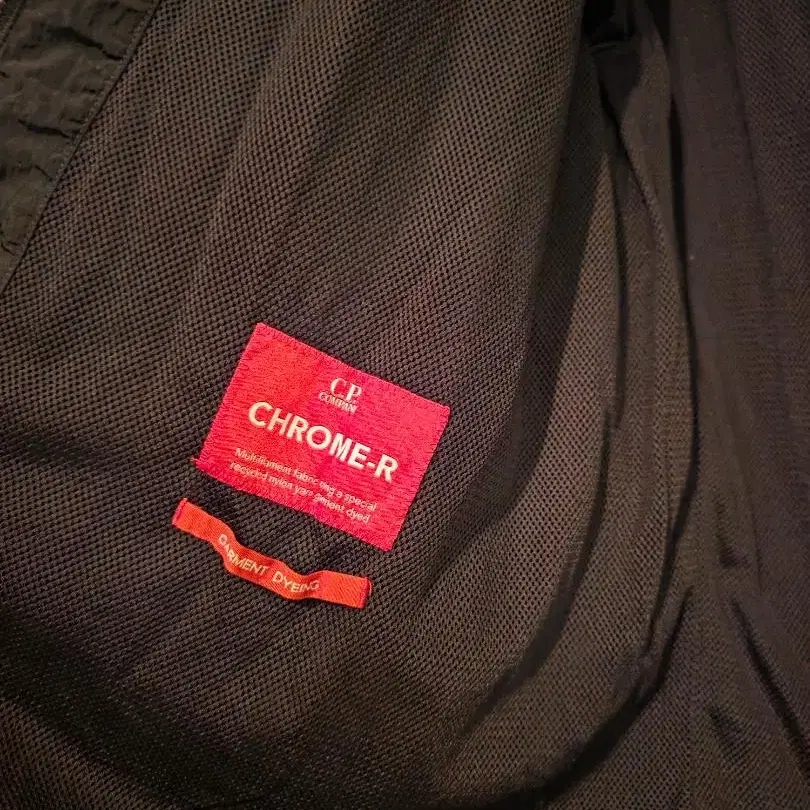 C.P.
COMPANY
CHROME-R
Multifilament fabric using a special
recycled nylon yarn garment dyed
GARMENT DYEING